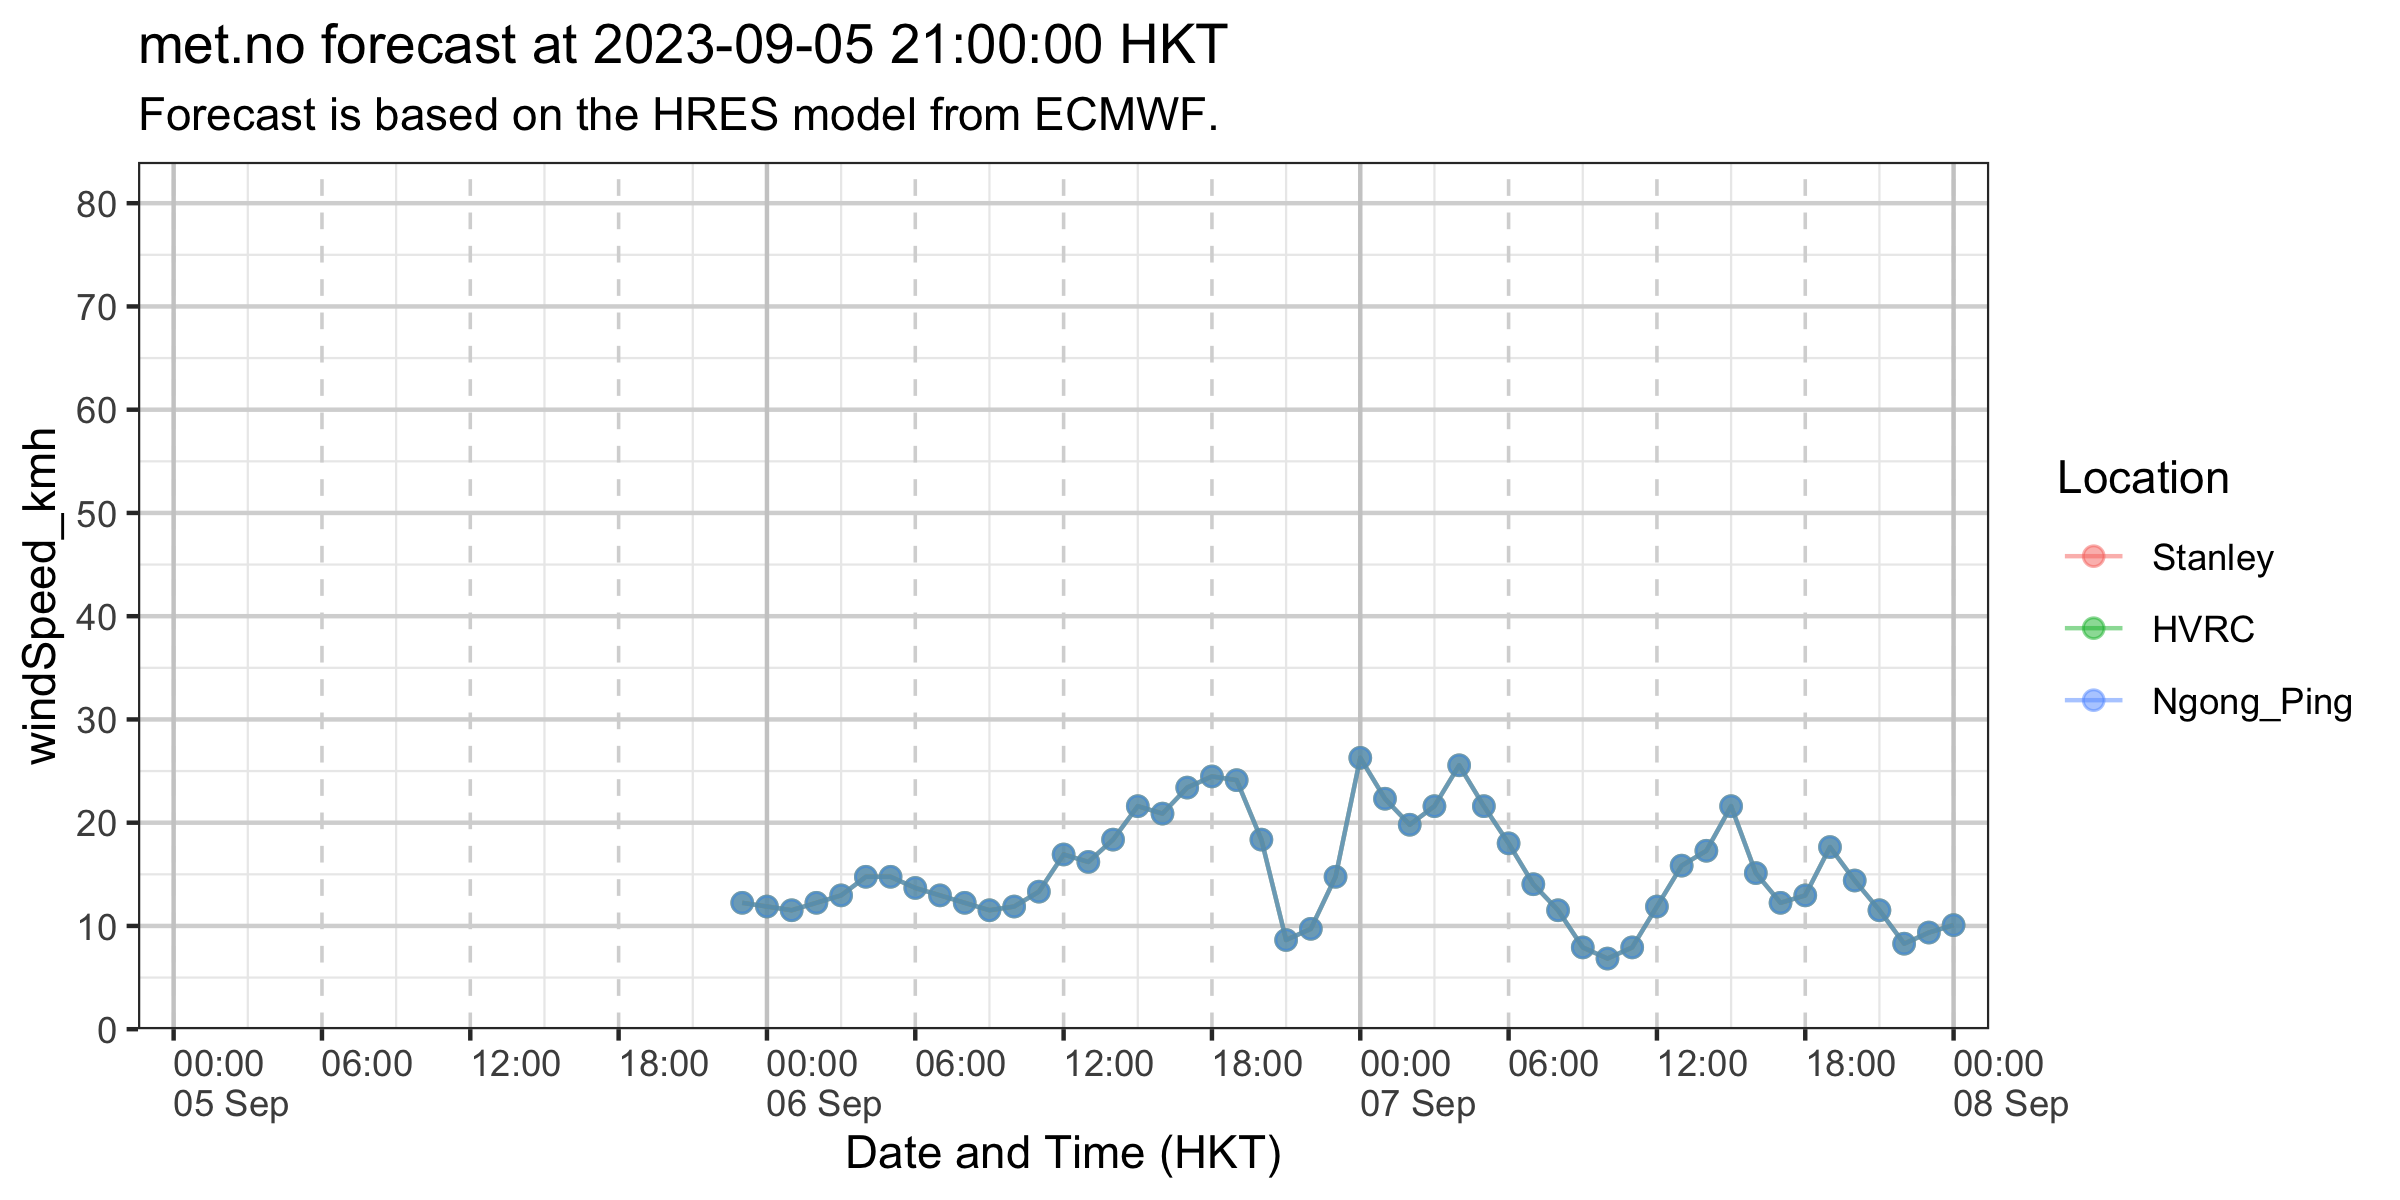 met.no forecast at 2023-09-05 21:00:00 HKT
Forecast is based on the HRES model from ECMWF.
windSpeed_kmh
80
70
60
50
40
30
20
10
0
00:00 06:00 12:00 18:00 00:00 06:00 12:00 18:00 00:00 06:00 12:00 18:00 00:00
05 Sep 06 Sep 07 Sep 08 Sep
Date and Time (HKT)
Location
Stanley
HVRC
Ngong_Ping